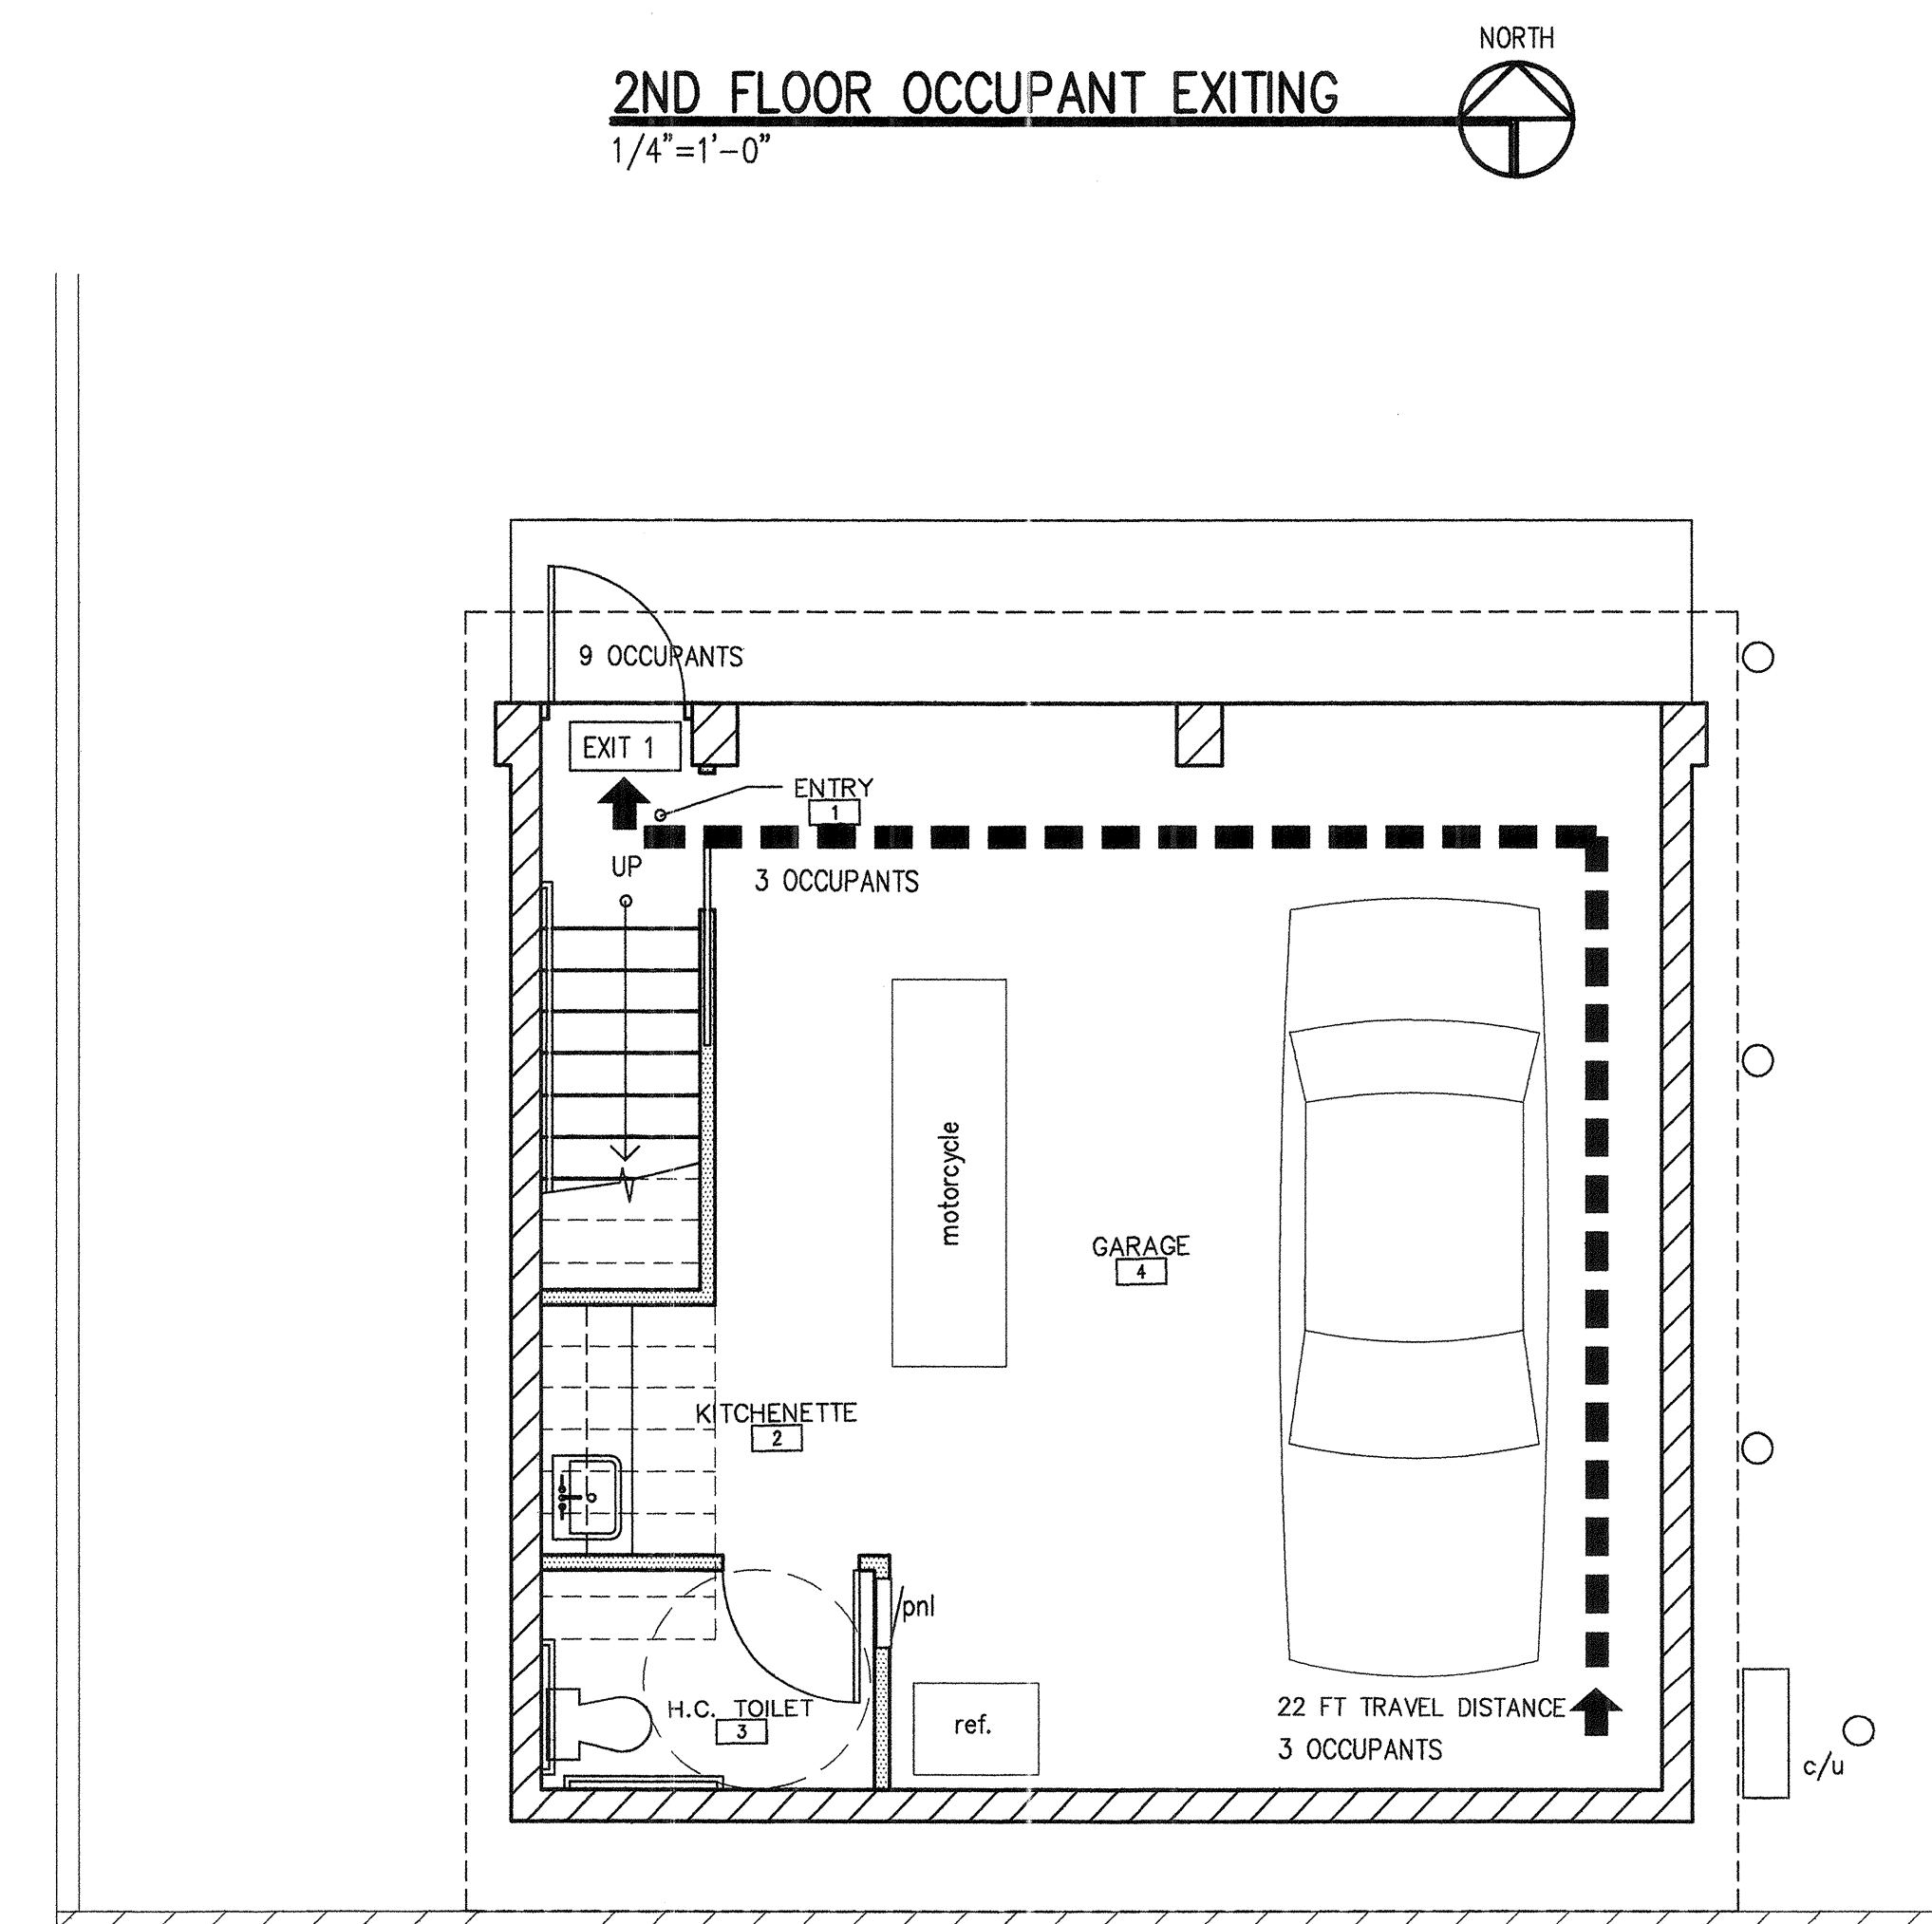 NORTH
2ND FLOOR OCCUPANT EXITING
1/4"=1'-0"
9 OCCUPANTS
EXIT 1
ENTRY
1
UP
3 OCCUPANTS
motorcycle
GARAGE
4
KITCHENETTE
2
/pnl
H.C. TOILET
3
ref.
22 FT TRAVEL DISTANCE
3 OCCUPANTS
c/u